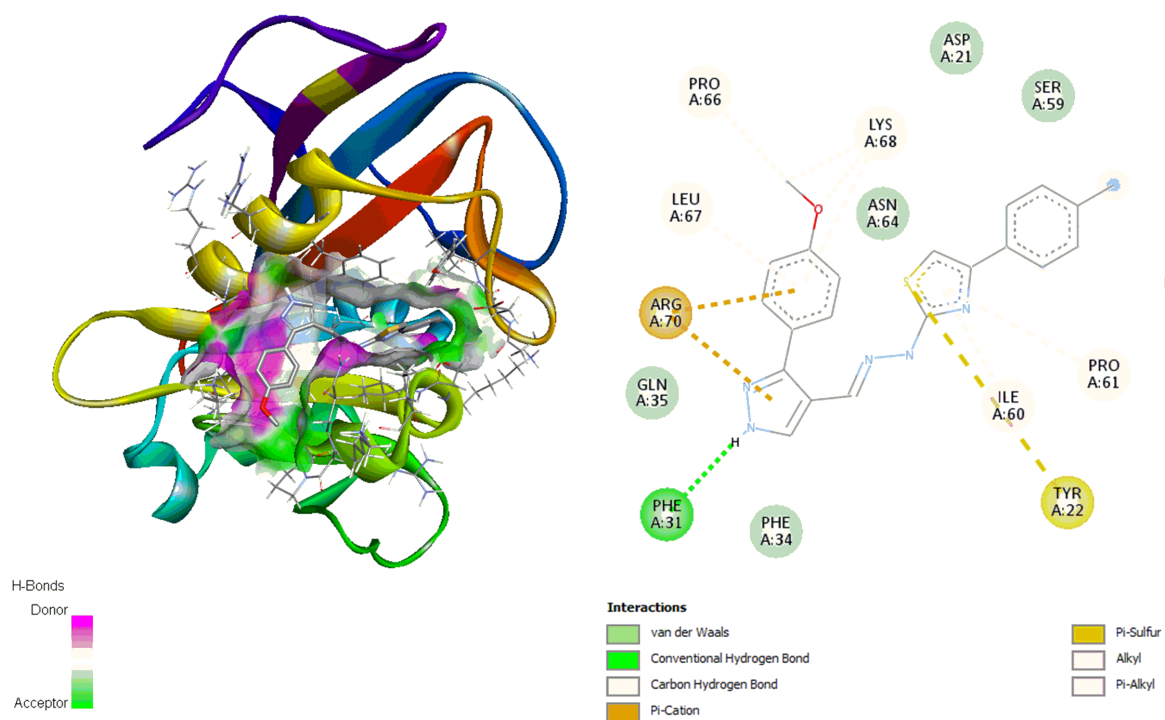 ASP
A:21
PRO
A:66
SER
A:59
LYS
A:68
LEU
A:67
ASN
A:64
O
S
N
ARG
A:70
N
N
PRO
A:61
GLN
A:35
N
ILE
A:60
N
H
PHE
A:31
TYR
A:22
PHE
A:34
H-Bonds
Donor
Acceptor
Interactions
van der Waals
Conventional Hydrogen Bond
Carbon Hydrogen Bond
Pi-Cation
Pi-Sulfur
Alkyl
Pi-Alkyl